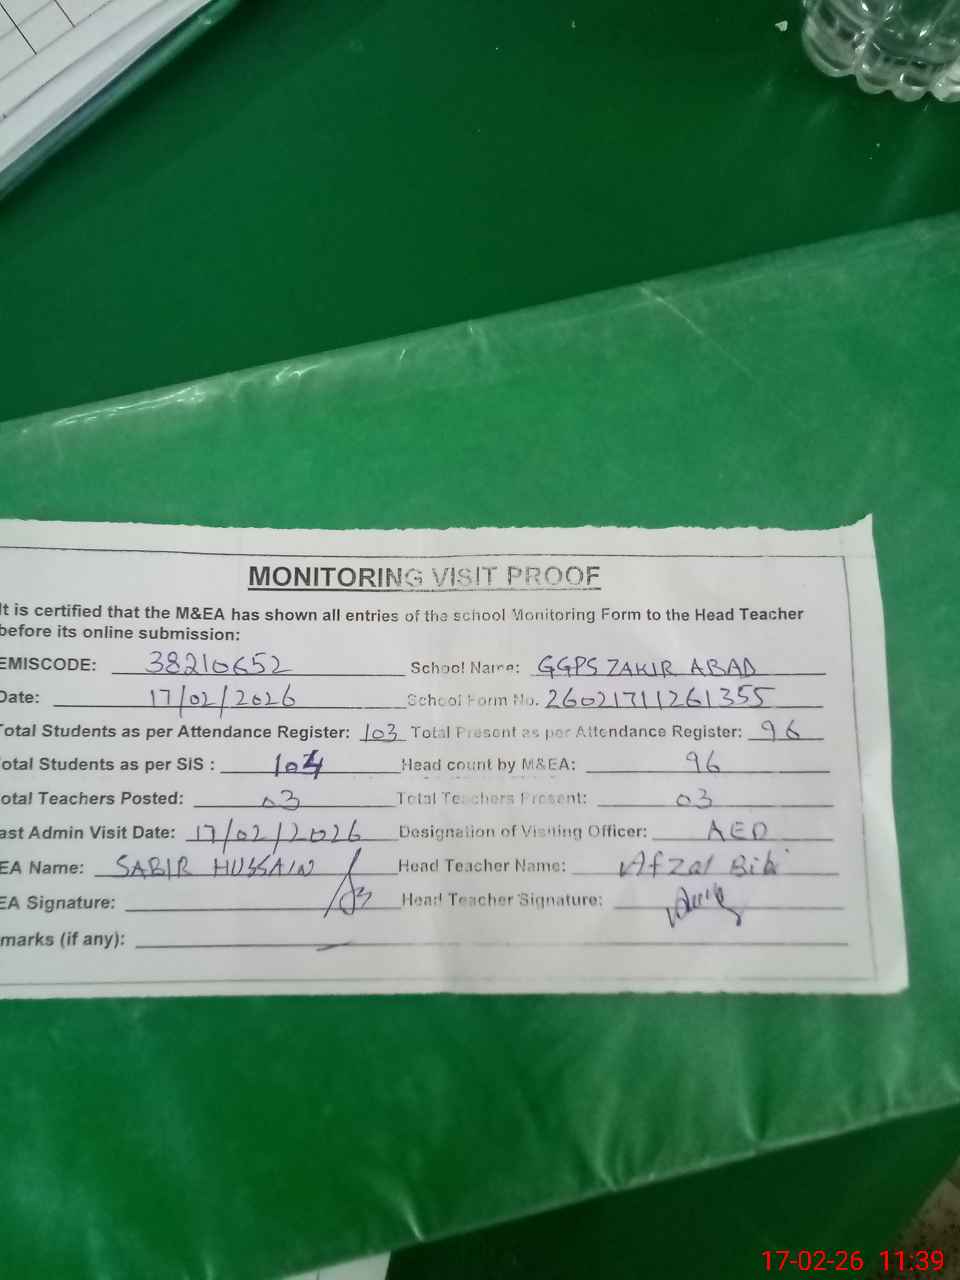 MONITORING VISIT PROOF
It is certified that the M&EA has shown all entries of the school Monitoring Form to the Head Teacher
before its online submission:
EMISCODE: 38210652 School Name: GGPS ZAKIR ABAD
Date: 17/02/2026 School Form No. 26021711261355
Total Students as per Attendance Register: 103 Total Present as per Attendance Register: 96
otal Students as per SIS : 104 Head count by M&EA: 96
otal Teachers Posted: 03 Total Teachers Present: 03
ast Admin Visit Date: 17/02/2026 Designation of Visiting Officer: AEO
EA Name: SABIR HUSSAIN Head Teacher Name: Afzal Bibi
EA Signature: Head Teacher Signature:
marks (if any): —
17-02-26 11:39